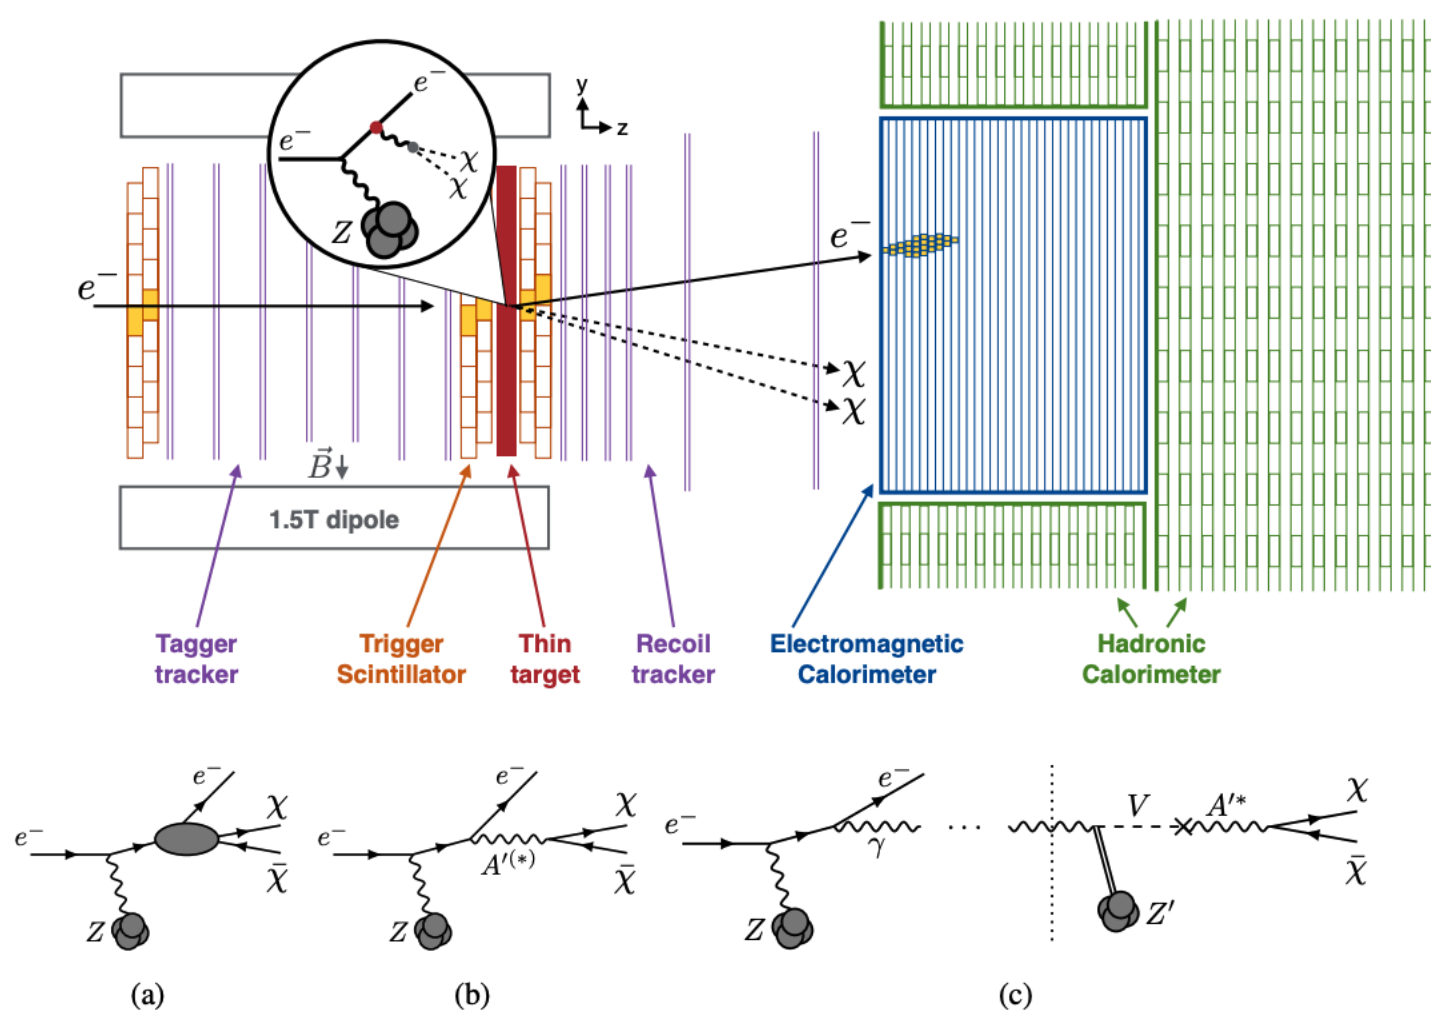 e⁻
e⁻
χ
χ
Z
y
z
e⁻
e⁻
χ
χ
B⃗
1.5T dipole
Tagger
tracker
Trigger
Scintillator
Thin
target
Recoil
tracker
Electromagnetic
Calorimeter
Hadronic
Calorimeter
e⁻
e⁻
χ
χ̄
Z
(a)
e⁻
e⁻
A′⁽*⁾
χ
χ̄
Z
(b)
e⁻
e⁻
γ
Z
...
V
A′*
χ
χ̄
Z′
(c)